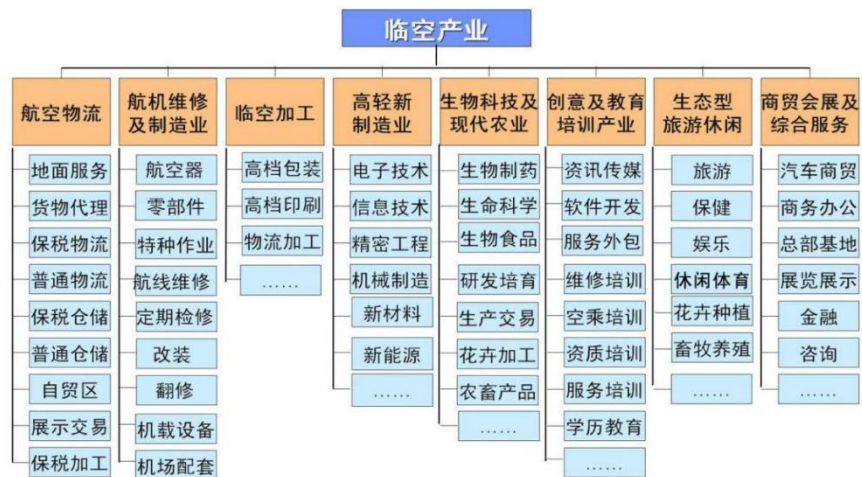 临空产业
航空物流
地面服务
货物代理
保税物流
普通物流
保税仓储
普通仓储
自贸区
展示交易
保税加工
航机维修
及制造业
航空器
零部件
特种作业
航线维修
定期检修
改装
翻修
机载设备
机场配套
临空加工
高档包装
高档印刷
物流加工
……
高轻新
制造业
电子技术
信息技术
精密工程
机械制造
新材料
新能源
……
生物科技及
现代农业
生物制药
生命科学
生物食品
研发培育
生产交易
花卉加工
农畜产品
……
创意及教育
培训产业
资讯传媒
软件开发
服务外包
维修培训
空乘培训
资质培训
服务培训
学历教育
……
生态型
旅游休闲
旅游
保健
娱乐
休闲体育
花卉种植
畜牧养殖
……
商贸会展及
综合服务
汽车商贸
商务办公
总部基地
展览展示
金融
咨询
……